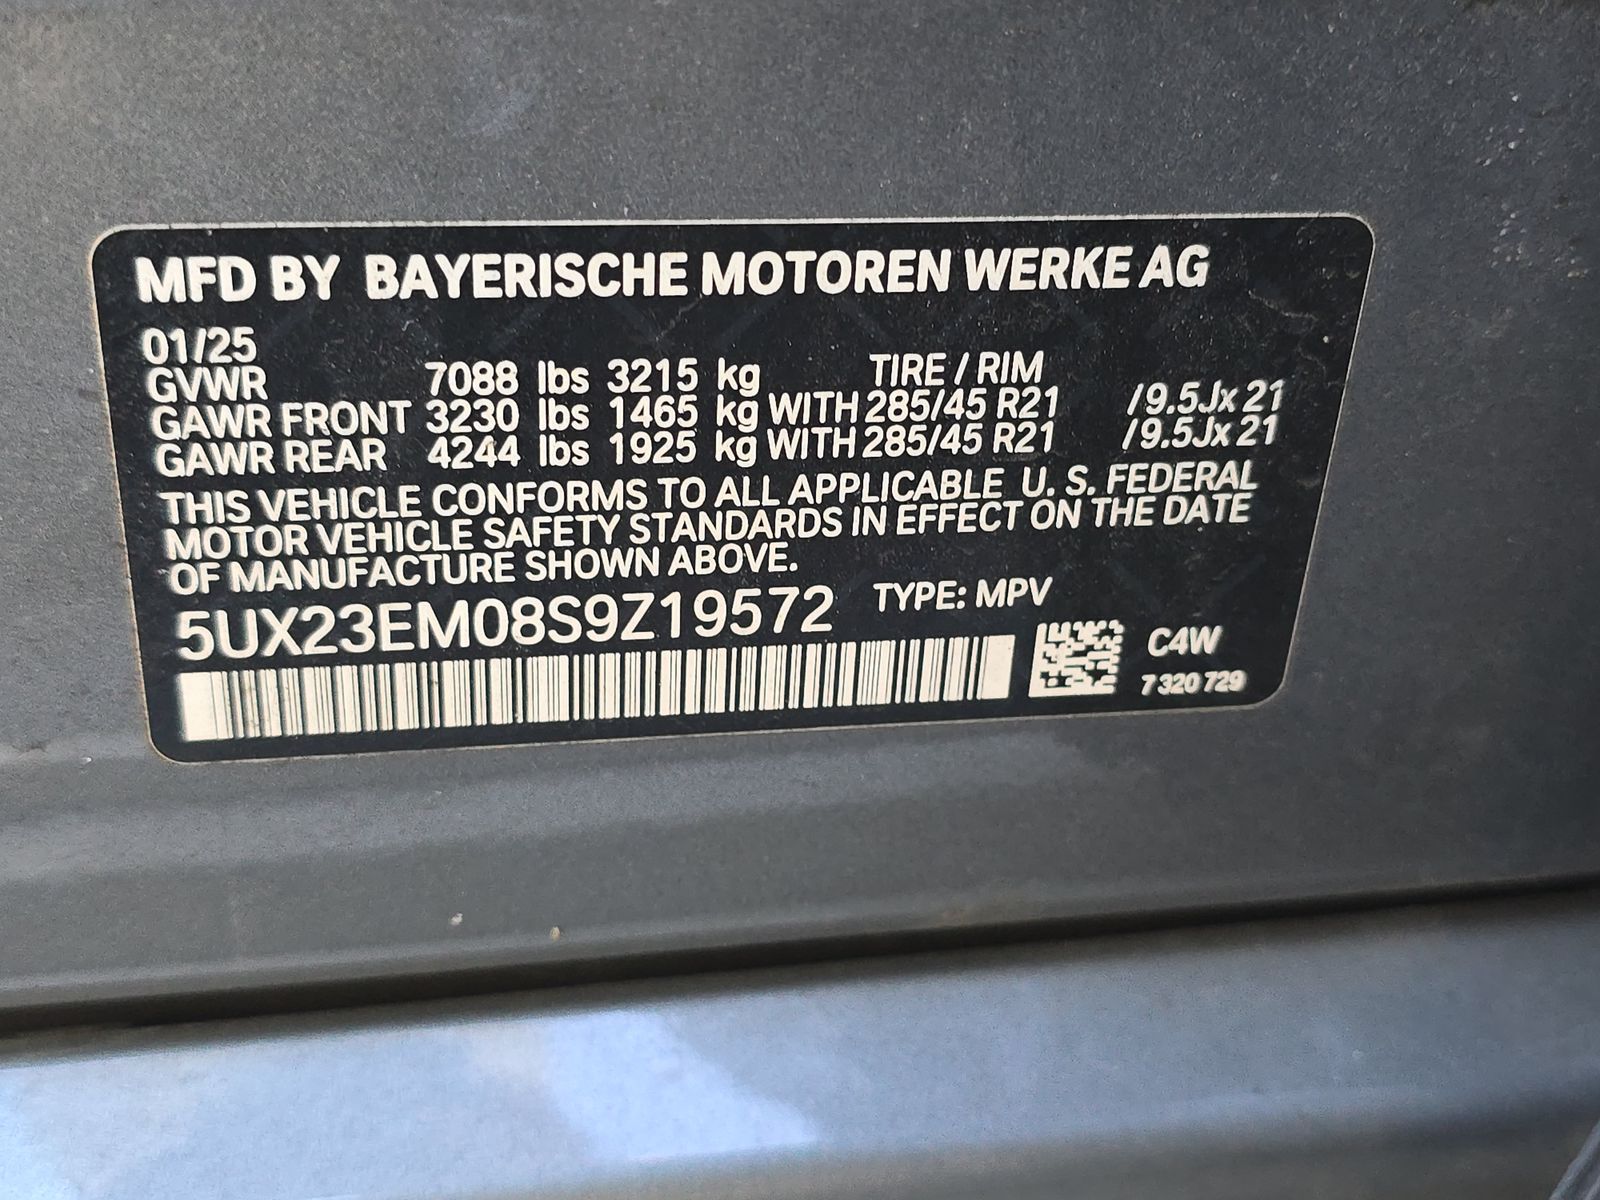 MFD BY BAYERISCHE MOTOREN WERKE AG
01/25
GVWR 7088 lbs 3215 kg TIRE / RIM
GAWR FRONT 3230 lbs 1465 kg WITH 285/45 R21 /9.5Jx21
GAWR REAR 4244 lbs 1925 kg WITH 285/45 R21 /9.5Jx21
THIS VEHICLE CONFORMS TO ALL APPLICABLE U. S. FEDERAL
MOTOR VEHICLE SAFETY STANDARDS IN EFFECT ON THE DATE
OF MANUFACTURE SHOWN ABOVE.
5UX23EM08S9Z19572 TYPE: MPV
C4W
7 320 729